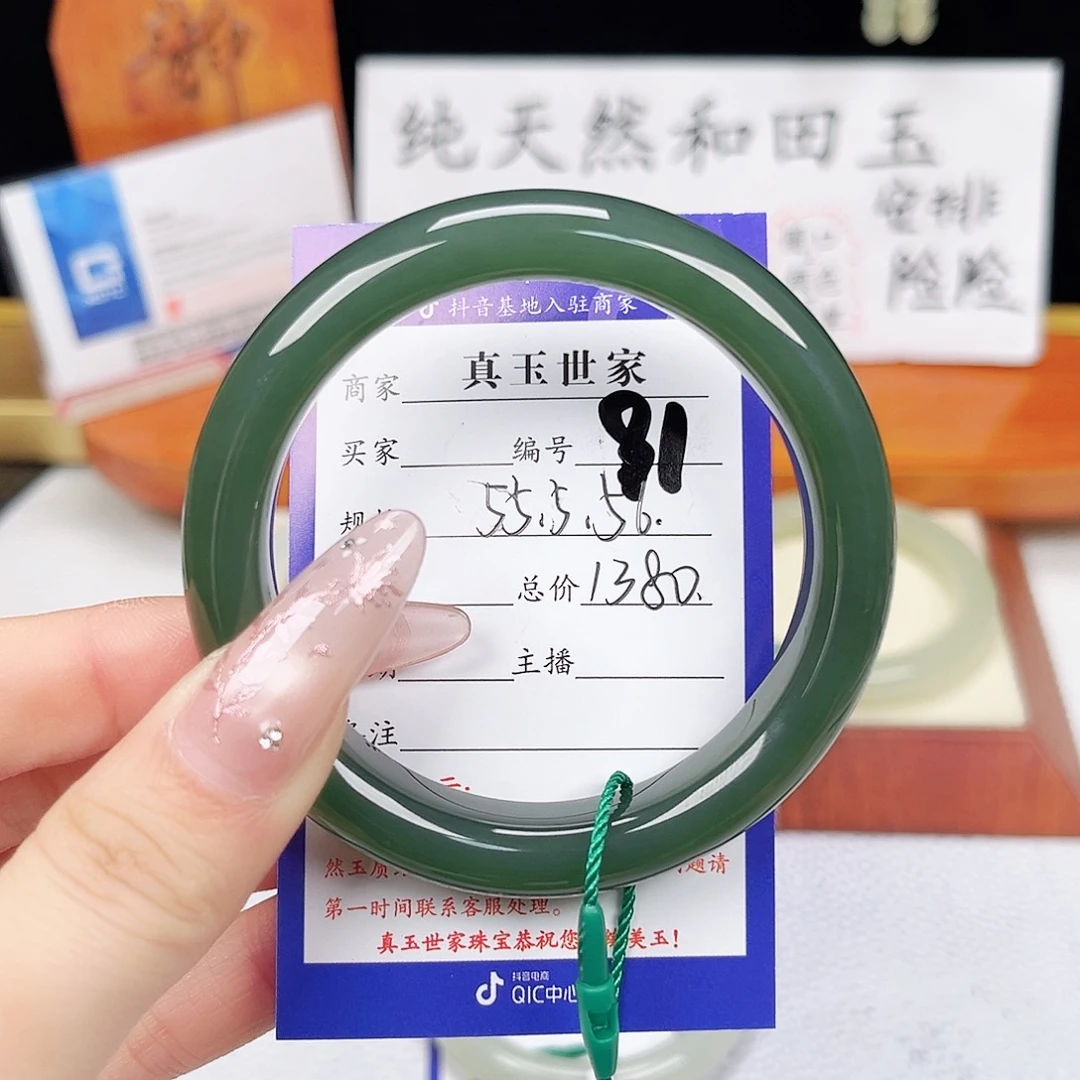 纯天然和田玉
安排
险险
抖音基地入驻商家
商家 真玉世家
买家 编号 81
规 55.5.56.
总价 1380.
主播
注
然玉质 题请
第一时间联系客服处理。
真玉世家珠宝恭祝您 美玉！
抖音电商
QIC中心